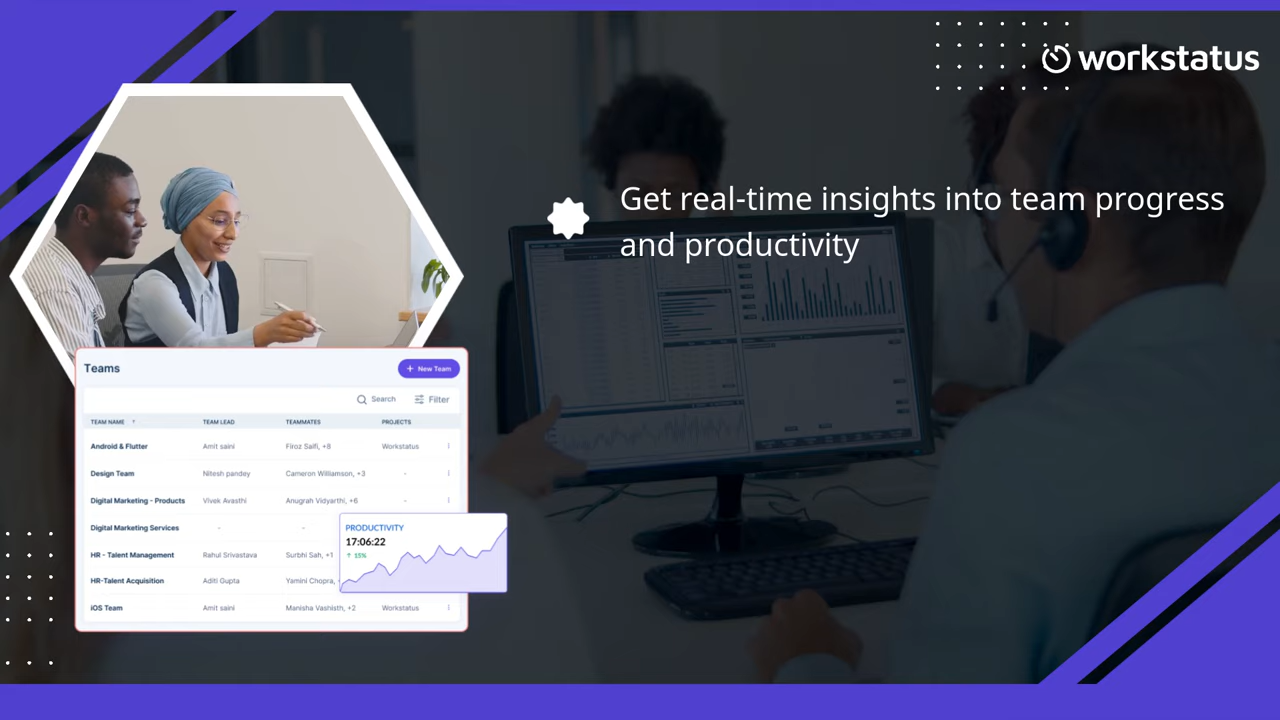 workstatus
Get real-time insights into team progress
and productivity
Teams
+ New Team
Search
Filter
TEAM NAME TEAM LEAD TEAMMATES PROJECTS
Android & Flutter Amit saini Firoz Saifi, +8 Workstatus
Design Team Nitesh pandey Cameron Williamson, +3 -
Digital Marketing - Products Vivek Avasthi Anugrah Vidyarthi, +6 -
Digital Marketing Services - -
HR - Talent Management Rahul Srivastava Surbhi Sah, +1
HR-Talent Acquisition Aditi Gupta Yamini Chopra,
iOS Team Amit saini Manisha Vashisth, +2 Workstatus
PRODUCTIVITY
17:06:22
↑ 15%